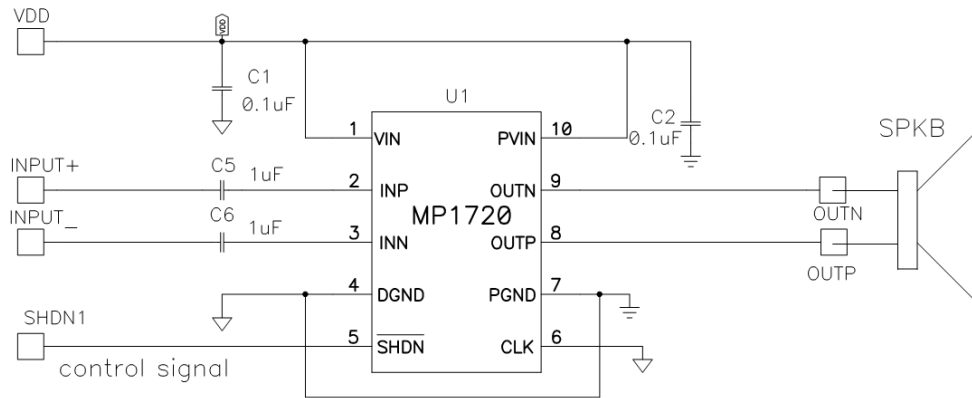 VDD
VDD
C1
0.1uF
U1
C2
0.1uF
SPKB
1 VIN PVIN 10
INPUT+
C5
1uF
2 INP OUTN 9
INPUT_
C6
1uF
MP1720
OUTN
3 INN OUTP 8
OUTP
4 DGND PGND 7
SHDN1
5 SHDN CLK 6
control signal